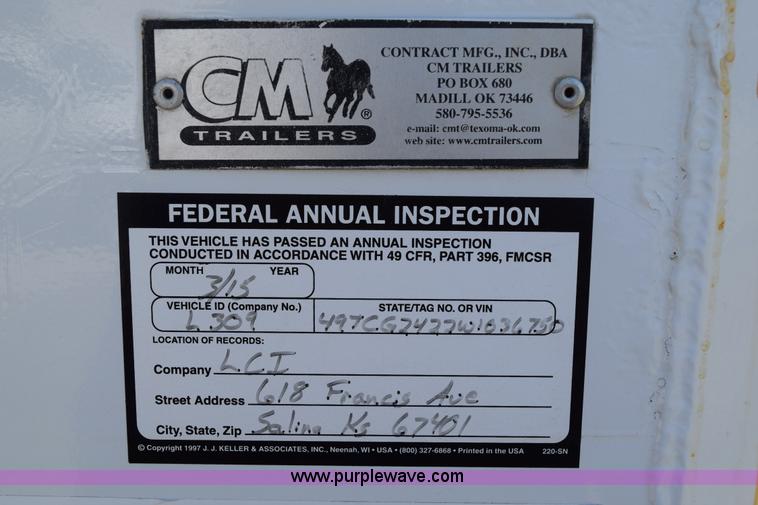 CM
TRAILERS
®
CONTRACT MFG., INC., DBA
CM TRAILERS
PO BOX 680
MADILL OK 73446
580-795-5536
e-mail: cmt@texoma-ok.com
web site: www.cmtrailers.com
FEDERAL ANNUAL INSPECTION
THIS VEHICLE HAS PASSED AN ANNUAL INSPECTION
CONDUCTED IN ACCORDANCE WITH 49 CFR, PART 396, FMCSR
MONTH YEAR
3/15
VEHICLE ID (Company No.) STATE/TAG NO. OR VIN
L309
LOCATION OF RECORDS:
Company LCI
Street Address 618 Francis Ave
City, State, Zip Salina Ks 67401
© Copyright 1997 J. J. KELLER & ASSOCIATES, INC., Neenah, WI • USA • (800) 327-6868 • Printed in the USA 220-SN
www.purplewave.com